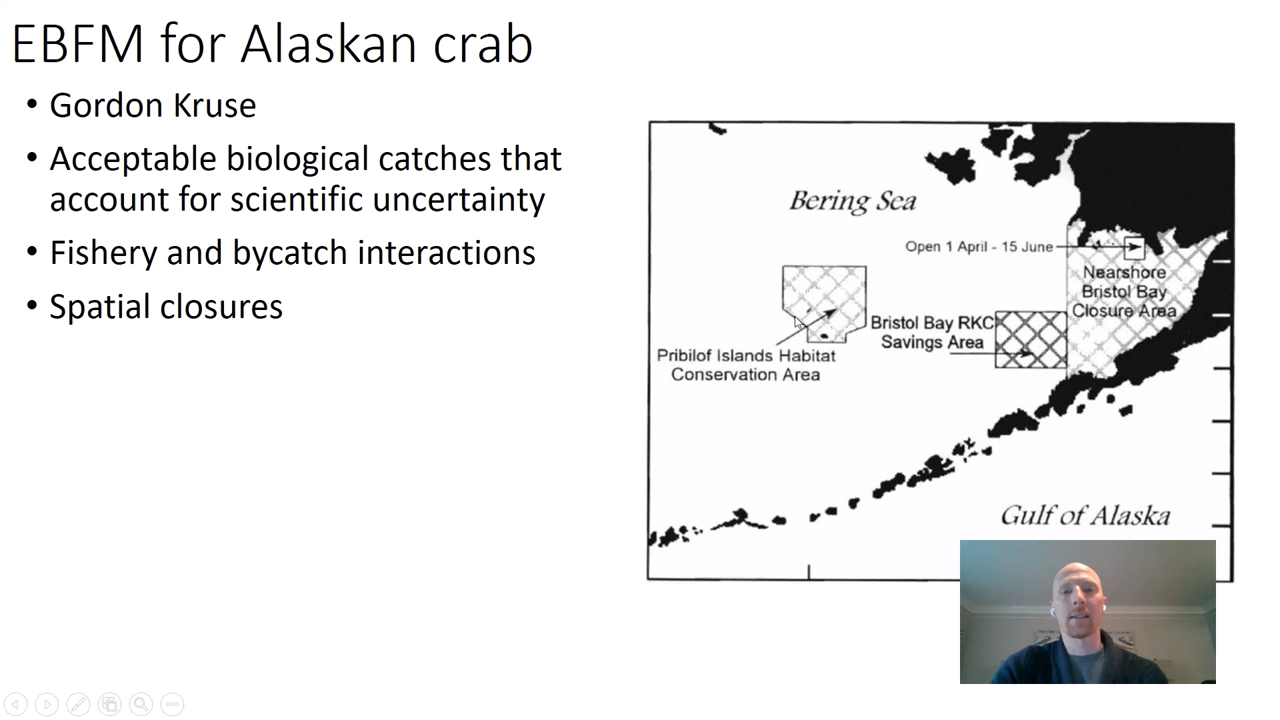 EBFM for Alaskan crab
• Gordon Kruse
• Acceptable biological catches that
account for scientific uncertainty
• Fishery and bycatch interactions
• Spatial closures
Bering Sea
Open 1 April - 15 June
Nearshore
Bristol Bay
Closure Area
Bristol Bay RKC
Savings Area
Pribilof Islands Habitat
Conservation Area
Gulf of Alaska